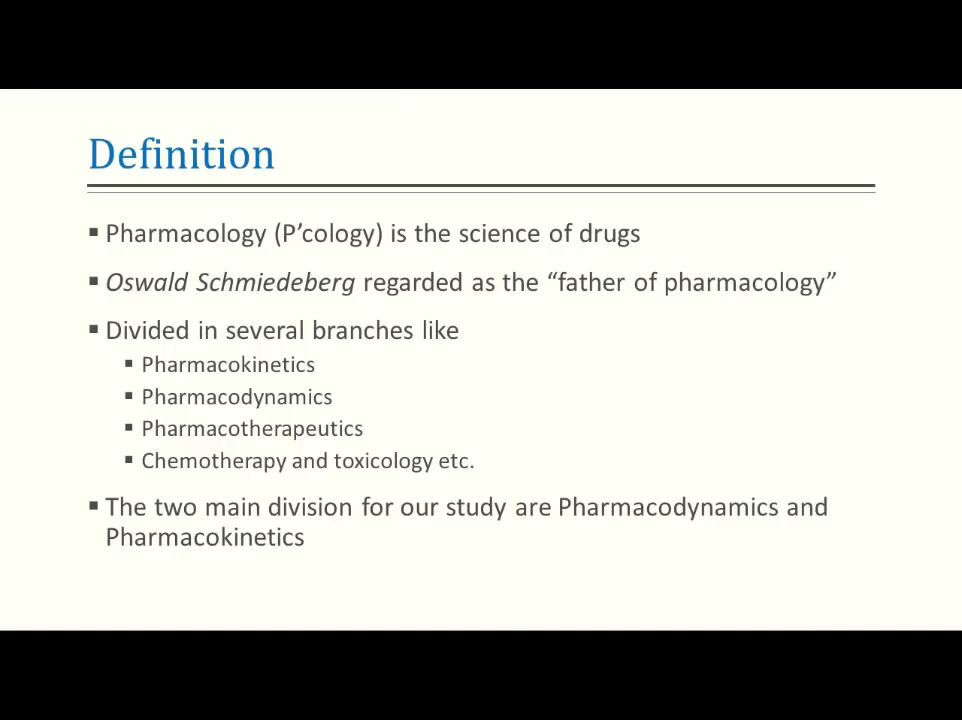 Definition
▪ Pharmacology (P’cology) is the science of drugs
▪ Oswald Schmiedeberg regarded as the “father of pharmacology”
▪ Divided in several branches like
▪ Pharmacokinetics
▪ Pharmacodynamics
▪ Pharmacotherapeutics
▪ Chemotherapy and toxicology etc.
▪ The two main division for our study are Pharmacodynamics and
Pharmacokinetics